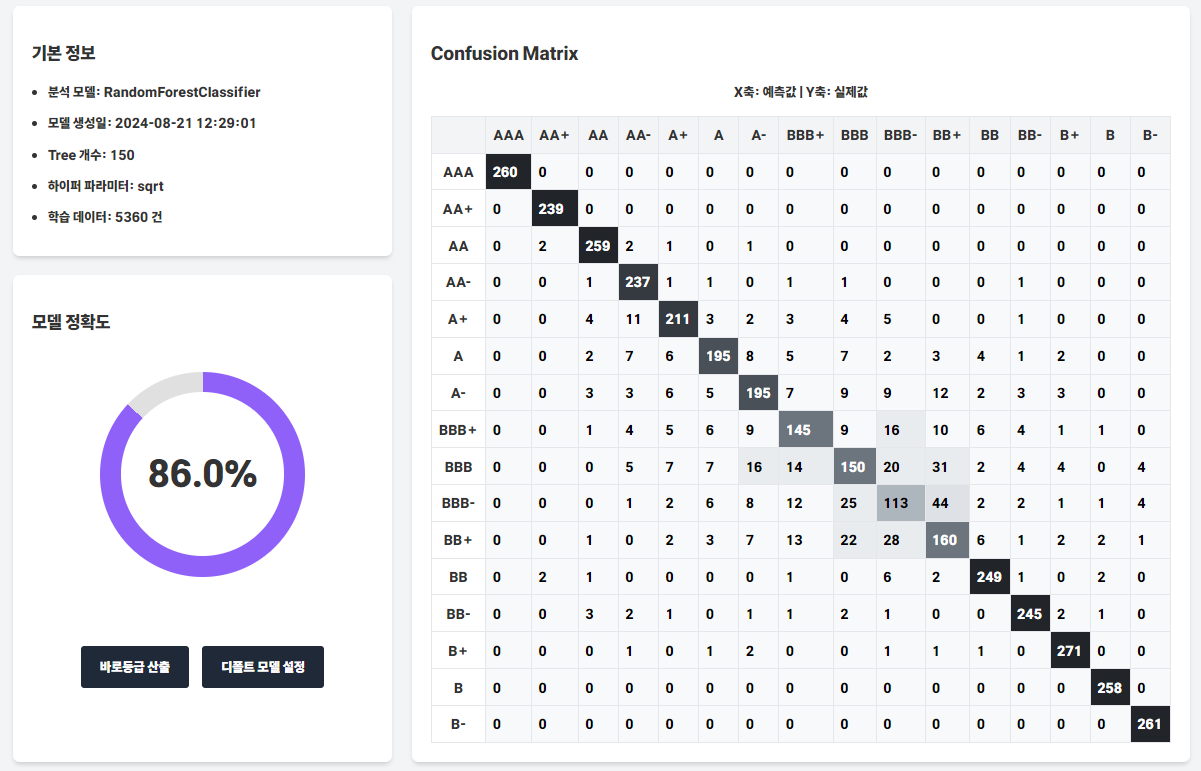 기본 정보
분석 모델: RandomForestClassifier
모델 생성일: 2024-08-21 12:29:01
Tree 개수: 150
하이퍼 파라미터: sqrt
학습 데이터: 5360 건
모델 정확도
86.0%
바로등급 산출
디폴트 모델 설정
Confusion Matrix
X축: 예측값 | Y축: 실제값
AAA AA+ AA AA- A+ A A- BBB+ BBB BBB- BB+ BB BB- B+ B B-
AAA 260 0 0 0 0 0 0 0 0 0 0 0 0 0 0 0
AA+ 0 239 0 0 0 0 0 0 0 0 0 0 0 0 0 0
AA 0 2 259 2 1 0 1 0 0 0 0 0 0 0 0 0
AA- 0 0 1 237 1 1 0 1 1 0 0 0 1 0 0 0
A+ 0 0 4 11 211 3 2 3 4 5 0 0 1 0 0 0
A 0 0 2 7 6 195 8 5 7 2 3 4 1 2 0 0
A- 0 0 3 3 6 5 195 7 9 9 12 2 3 3 0 0
BBB+ 0 0 1 4 5 6 9 145 9 16 10 6 4 1 1 0
BBB 0 0 0 5 7 7 16 14 150 20 31 2 4 4 0 4
BBB- 0 0 0 1 2 6 8 12 25 113 44 2 2 1 1 4
BB+ 0 0 1 0 2 3 7 13 22 28 160 6 1 2 2 1
BB 0 2 1 0 0 0 0 1 0 6 2 249 1 0 2 0
BB- 0 0 3 2 1 0 1 1 2 1 0 0 245 2 1 0
B+ 0 0 0 1 0 1 2 0 0 1 1 1 0 271 0 0
B 0 0 0 0 0 0 0 0 0 0 0 0 0 0 258 0
B- 0 0 0 0 0 0 0 0 0 0 0 0 0 0 0 261